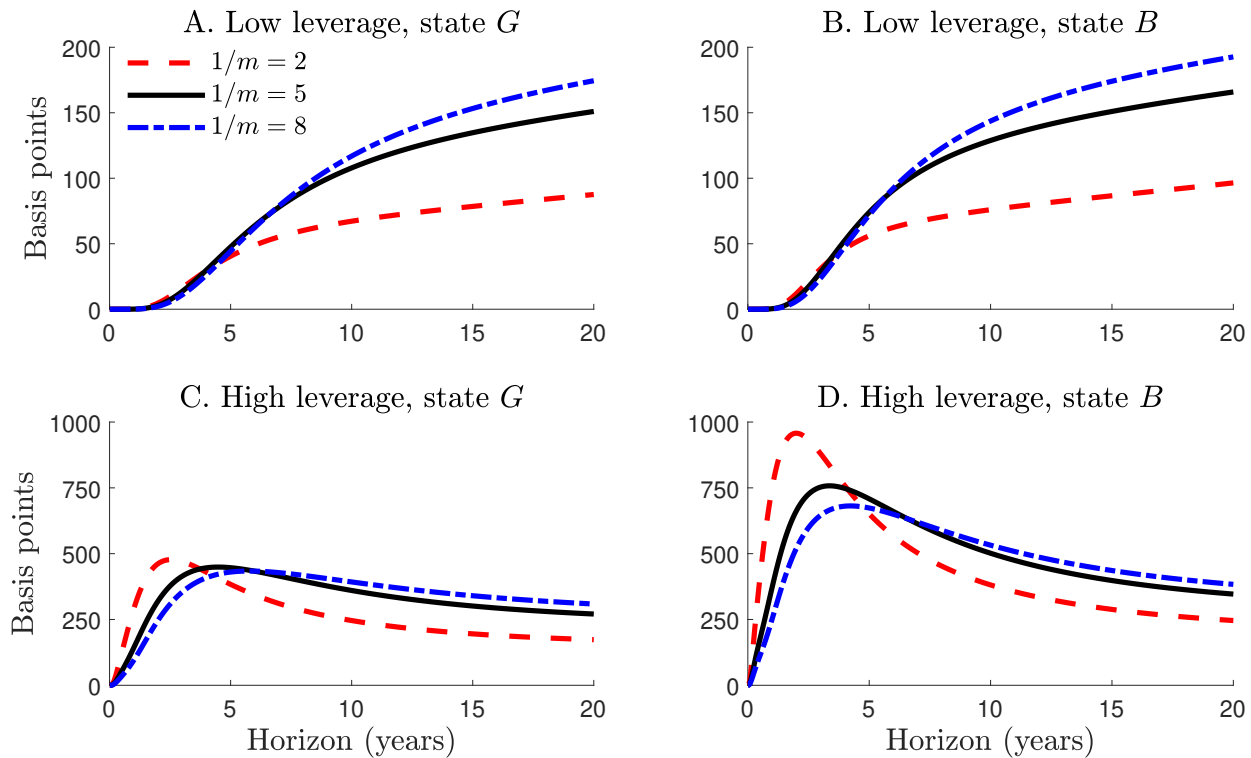 A. Low leverage, state G
B. Low leverage, state B
200
150
100
50
0
Basis points
1/m = 2
1/m = 5
1/m = 8
0 5 10 15 20
200
150
100
50
0
0 5 10 15 20
C. High leverage, state G
D. High leverage, state B
1000
750
500
250
0
Basis points
0 5 10 15 20
Horizon (years)
1000
750
500
250
0
0 5 10 15 20
Horizon (years)